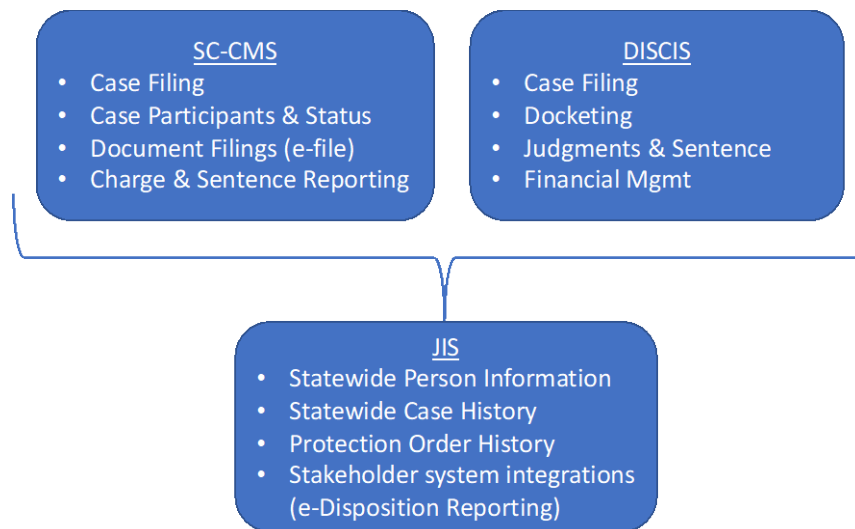 SC-CMS
• Case Filing
• Case Participants & Status
• Document Filings (e-file)
• Charge & Sentence Reporting
DISCIS
• Case Filing
• Docketing
• Judgments & Sentence
• Financial Mgmt
JIS
• Statewide Person Information
• Statewide Case History
• Protection Order History
• Stakeholder system integrations
(e-Disposition Reporting)